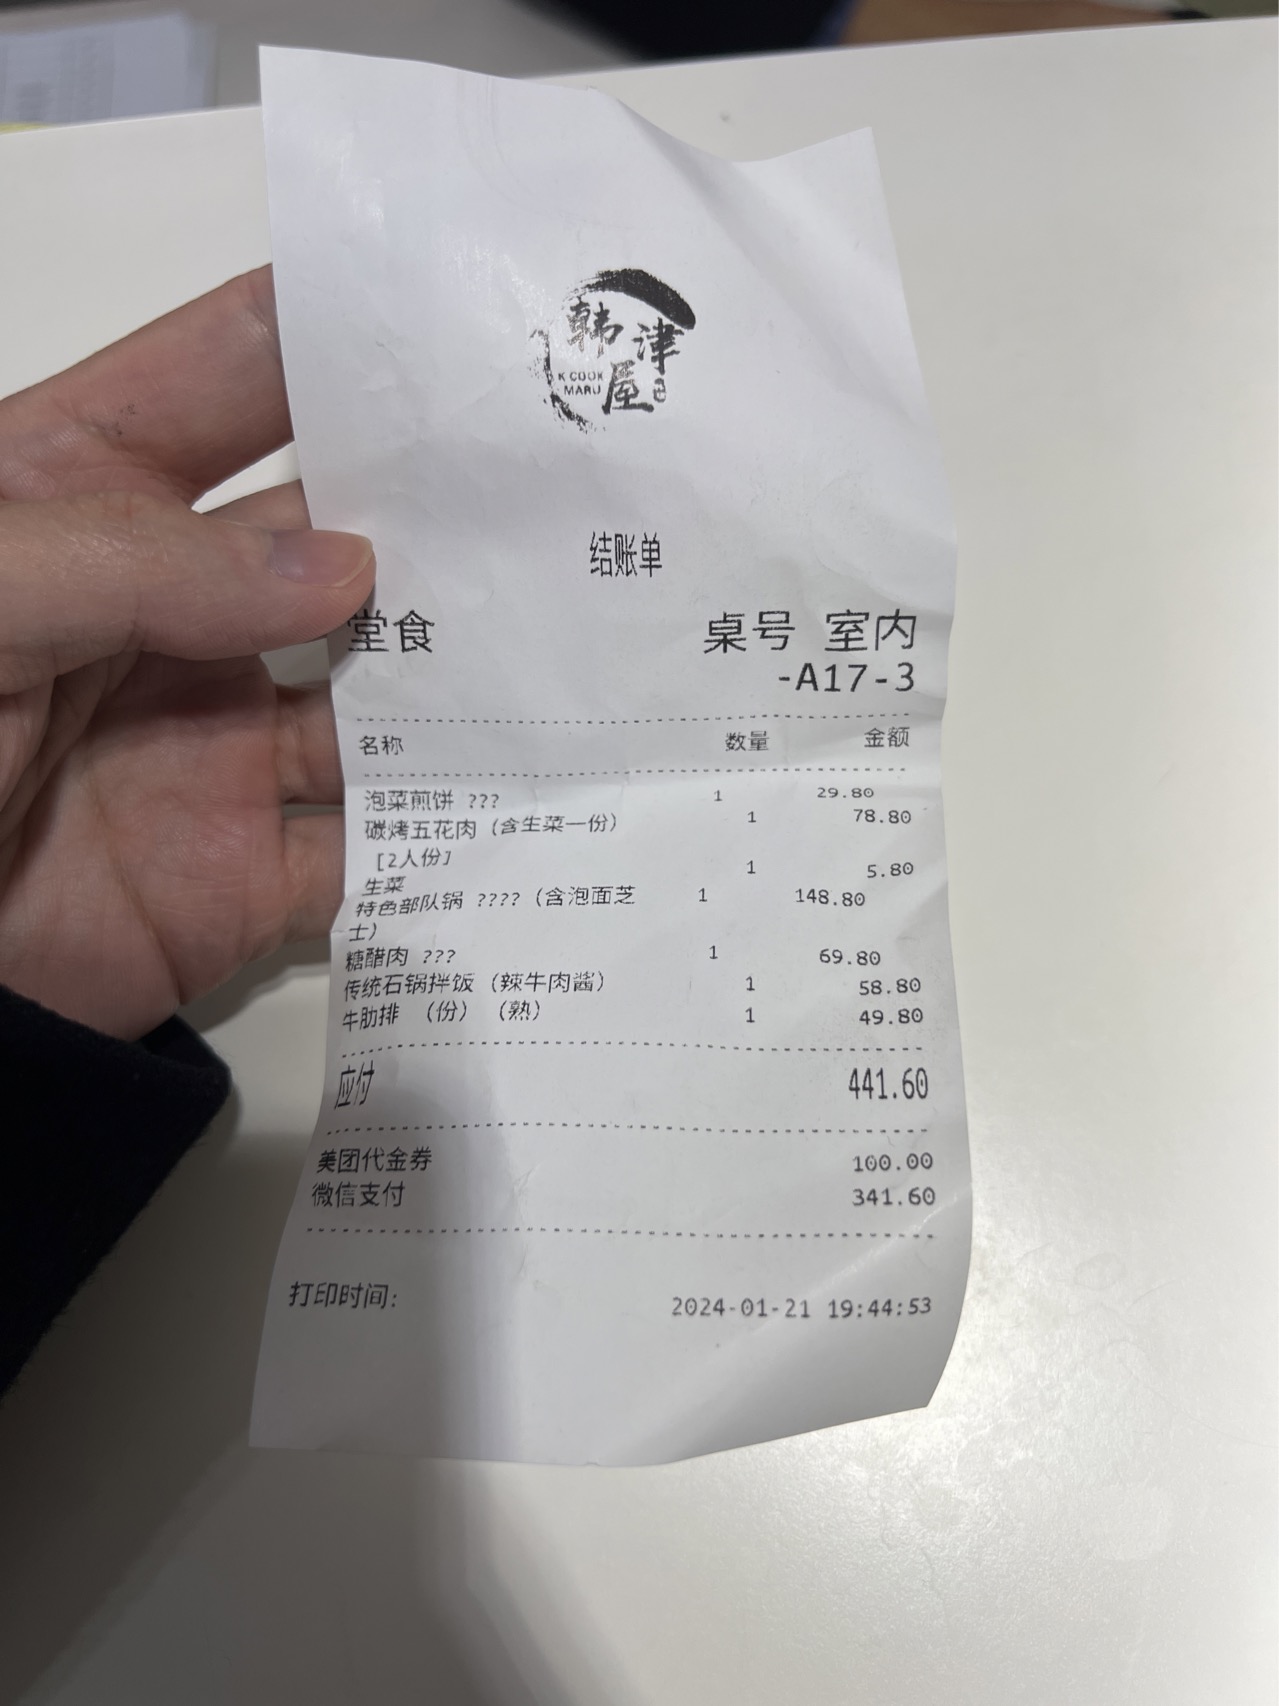 韩津屋
K COOK
MARU
结账单
堂食 桌号 室内
-A17-3
名称 数量 金额
泡菜煎饼 ??? 1 29.80
碳烤五花肉（含生菜一份） 1 78.80
[2人份]
生菜 1 5.80
特色部队锅 ????（含泡面芝 1 148.80
士）
糖醋肉 ??? 1 69.80
传统石锅拌饭（辣牛肉酱） 1 58.80
牛肋排 （份）（熟） 1 49.80
应付 441.60
美团代金券 100.00
微信支付 341.60
打印时间: 2024-01-21 19:44:53